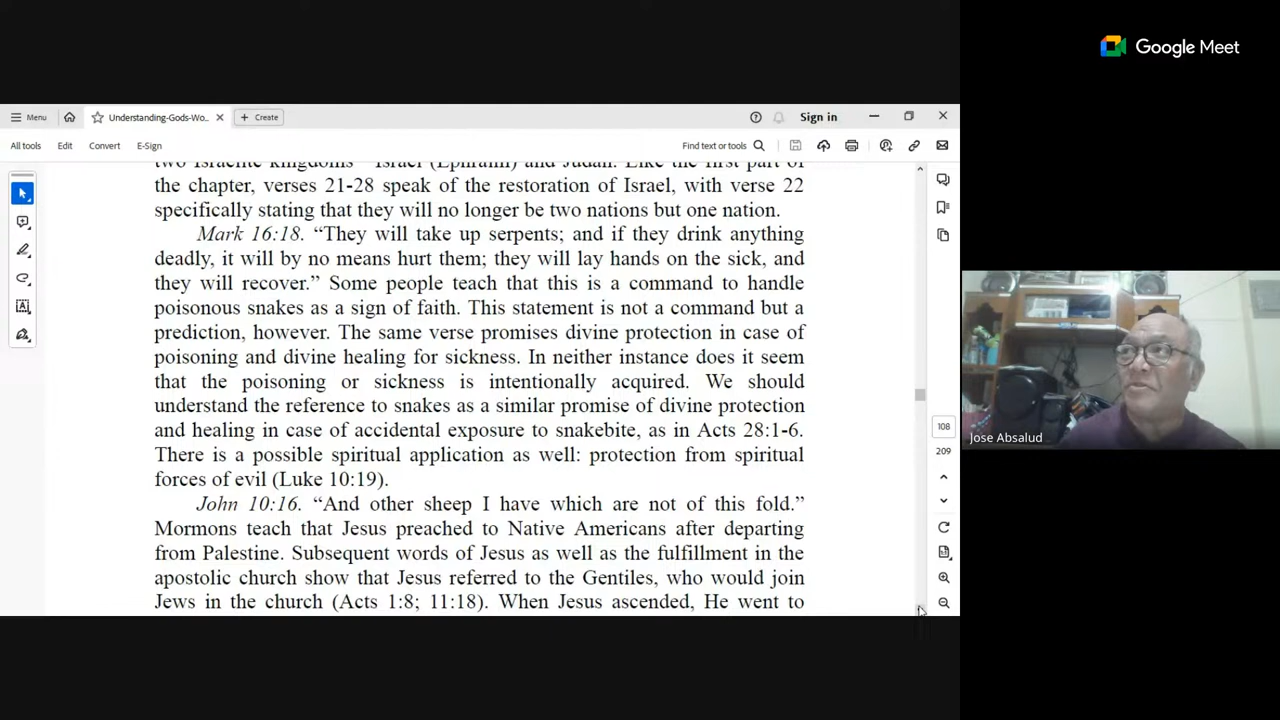 Google Meet
Understanding-Gods-Wo...
Create
Menu
Sign in
All tools
Edit
Convert
E-Sign
Find text or tools
two Israelite kingdoms—Israel (Ephraim) and Judah. Like the first part of
the chapter, verses 21-28 speak of the restoration of Israel, with verse 22
specifically stating that they will no longer be two nations but one nation.
Mark 16:18. “They will take up serpents; and if they drink anything
deadly, it will by no means hurt them; they will lay hands on the sick, and
they will recover.” Some people teach that this is a command to handle
poisonous snakes as a sign of faith. This statement is not a command but a
prediction, however. The same verse promises divine protection in case of
poisoning and divine healing for sickness. In neither instance does it seem
that the poisoning or sickness is intentionally acquired. We should
understand the reference to snakes as a similar promise of divine protection
and healing in case of accidental exposure to snakebite, as in Acts 28:1-6.
There is a possible spiritual application as well: protection from spiritual
forces of evil (Luke 10:19).
John 10:16. “And other sheep I have which are not of this fold.”
Mormons teach that Jesus preached to Native Americans after departing
from Palestine. Subsequent words of Jesus as well as the fulfillment in the
apostolic church show that Jesus referred to the Gentiles, who would join
Jews in the church (Acts 1:8; 11:18). When Jesus ascended, He went to
108
209
Jose Absalud